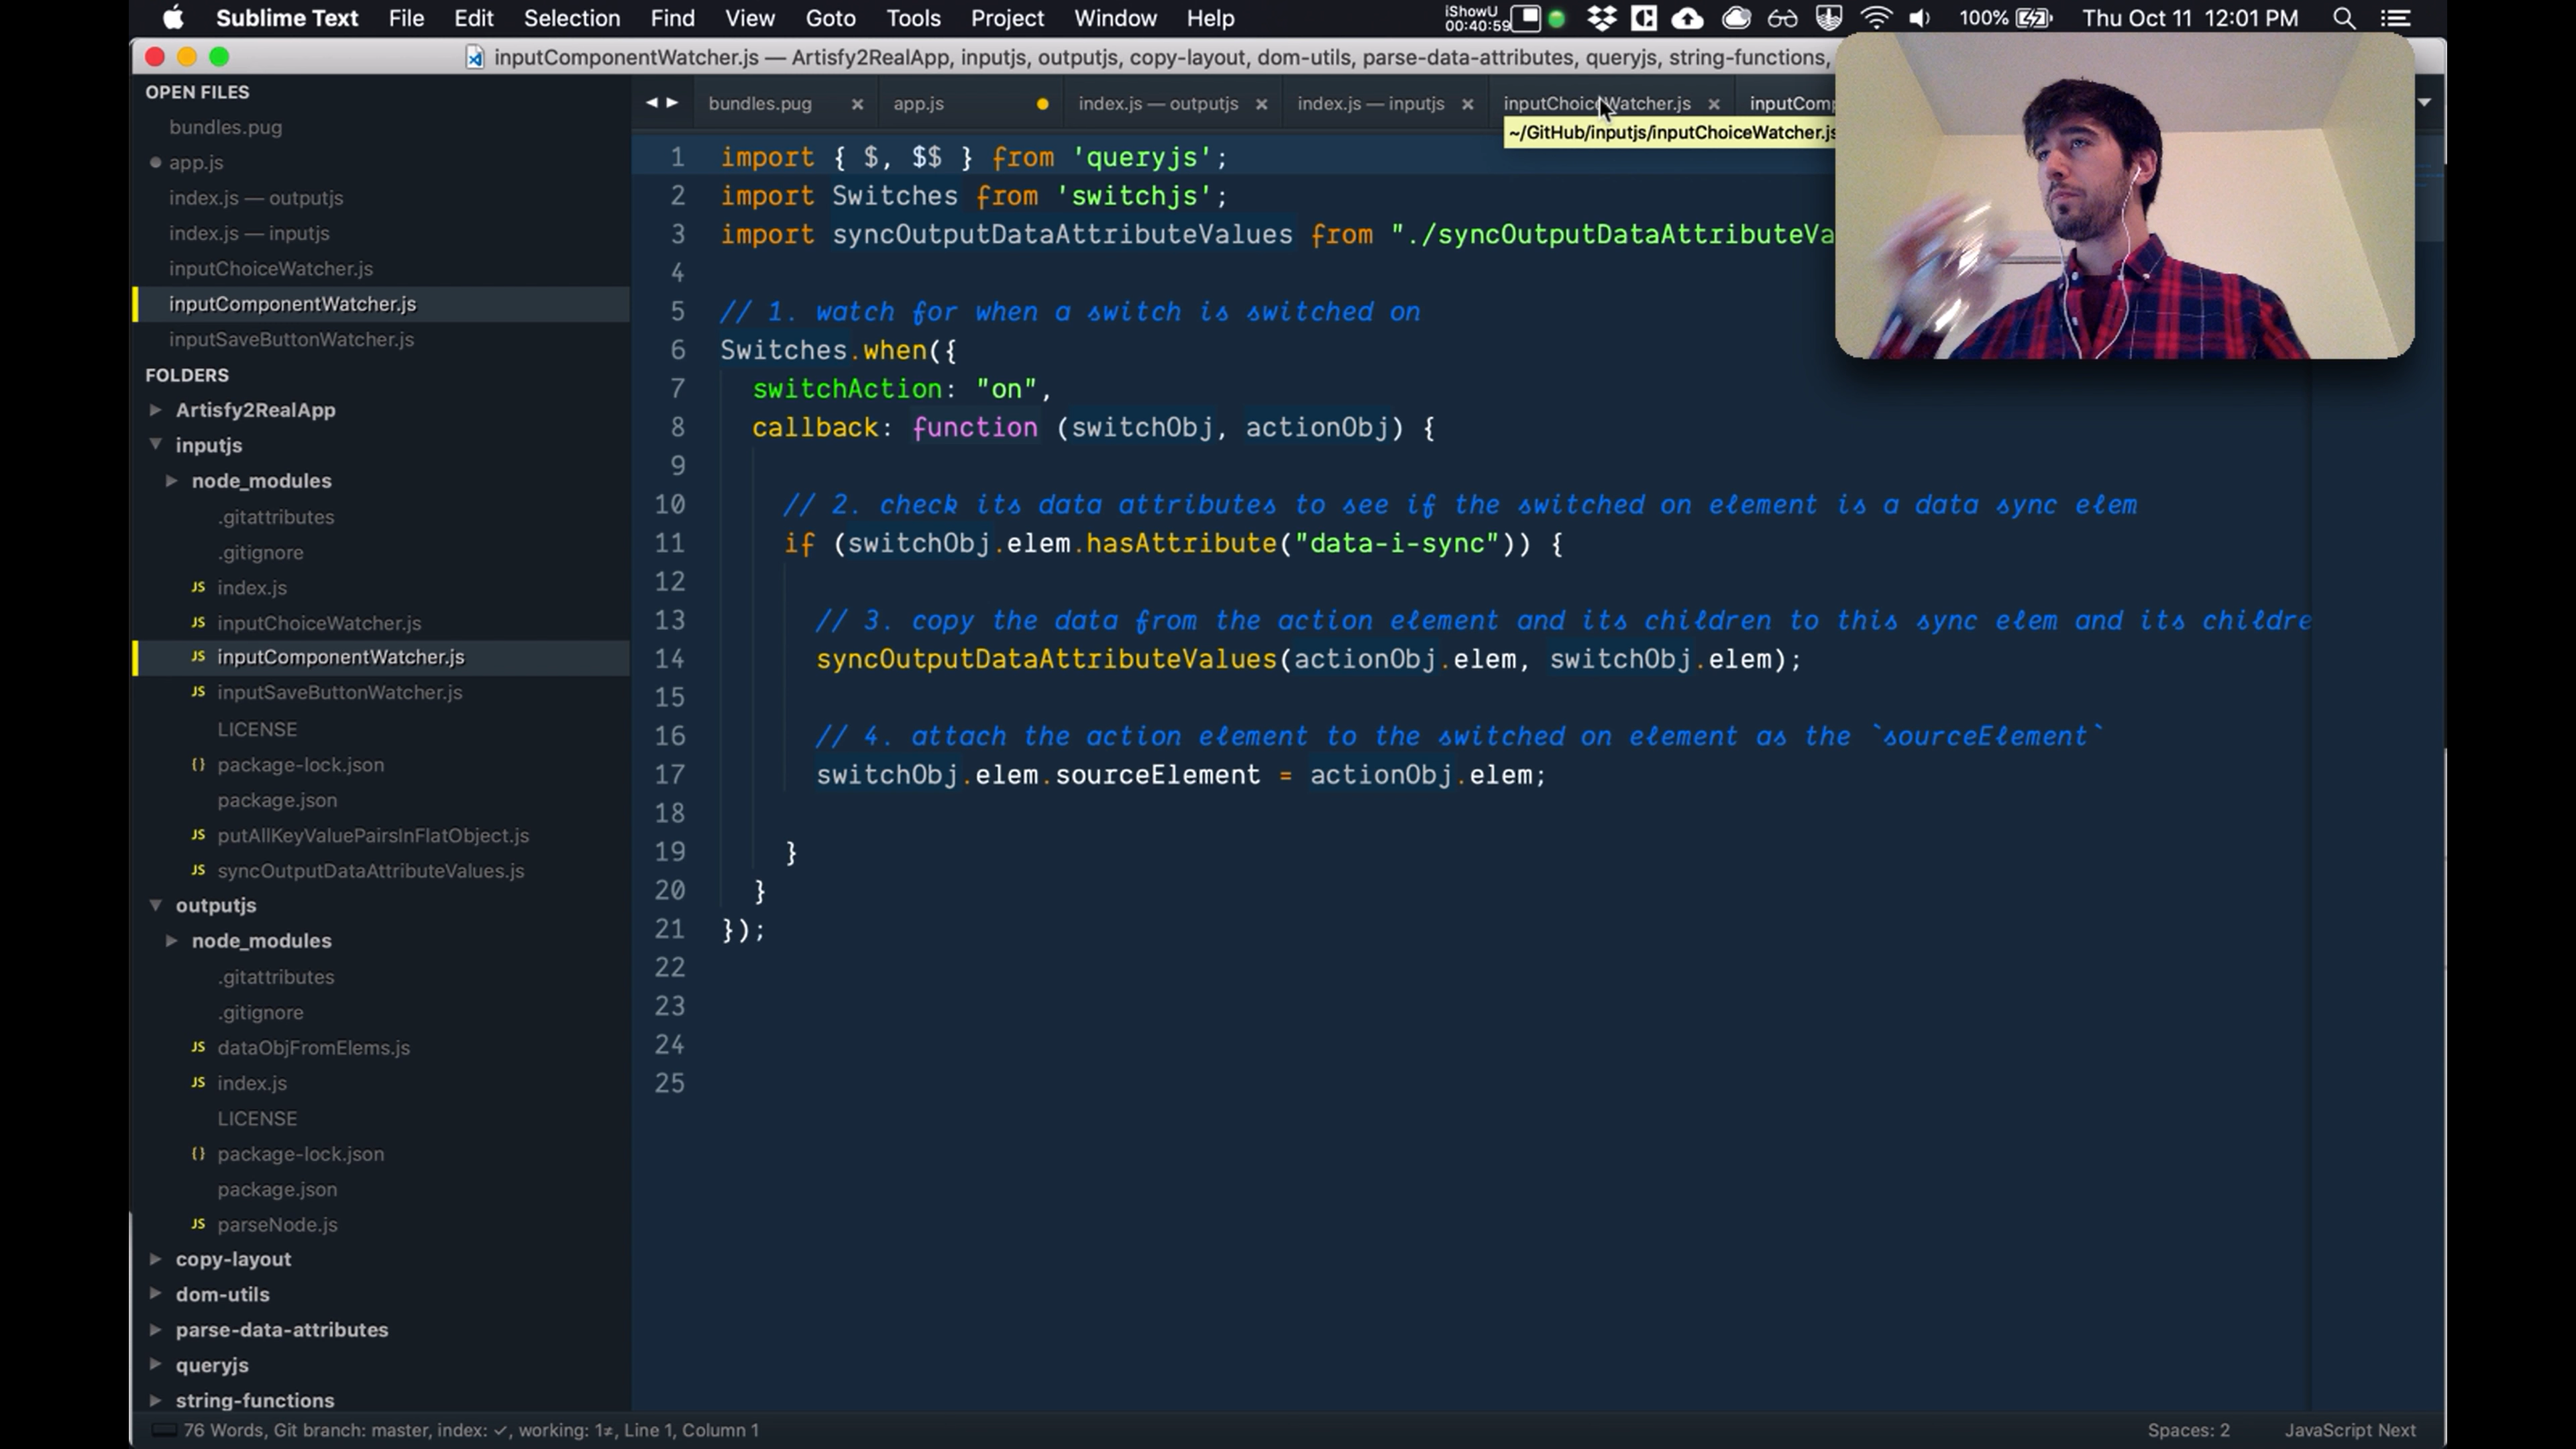 Sublime Text File Edit Selection Find View Goto Tools Project Window Help iShowU 00:40:59 100% Thu Oct 11 12:01 PM
inputComponentWatcher.js — Artisfy2RealApp, inputjs, outputjs, copy-layout, dom-utils, parse-data-attributes, queryjs, string-functions,
OPEN FILES
bundles.pug
app.js
index.js — outputjs
index.js — inputjs
inputChoiceWatcher.js
inputComponentWatcher.js
inputSaveButtonWatcher.js
FOLDERS
Artisfy2RealApp
inputjs
node_modules
.gitattributes
.gitignore
JS index.js
JS inputChoiceWatcher.js
JS inputComponentWatcher.js
JS inputSaveButtonWatcher.js
LICENSE
{} package-lock.json
package.json
JS putAllKeyValuePairsInFlatObject.js
JS syncOutputDataAttributeValues.js
outputjs
node_modules
.gitattributes
.gitignore
JS dataObjFromElems.js
JS index.js
LICENSE
{} package-lock.json
package.json
JS parseNode.js
copy-layout
dom-utils
parse-data-attributes
queryjs
string-functions
bundles.pug app.js index.js — outputjs index.js — inputjs inputChoiceWatcher.js inputComp
~/GitHub/inputjs/inputChoiceWatcher.js
1 import { $, $$ } from 'queryjs';
2 import Switches from 'switchjs';
3 import syncOutputDataAttributeValues from "./syncOutputDataAttributeVa
4
5 // 1. watch for when a switch is switched on
6 Switches.when({
7 switchAction: "on",
8 callback: function (switchObj, actionObj) {
9
10 // 2. check its data attributes to see if the switched on element is a data sync elem
11 if (switchObj.elem.hasAttribute("data-i-sync")) {
12
13 // 3. copy the data from the action element and its children to this sync elem and its childre
14 syncOutputDataAttributeValues(actionObj.elem, switchObj.elem);
15
16 // 4. attach the action element to the switched on element as the `sourceElement`
17 switchObj.elem.sourceElement = actionObj.elem;
18
19 }
20 }
21 });
22
23
24
25
76 Words, Git branch: master, index: ✓, working: 1≠, Line 1, Column 1 Spaces: 2 JavaScript Next